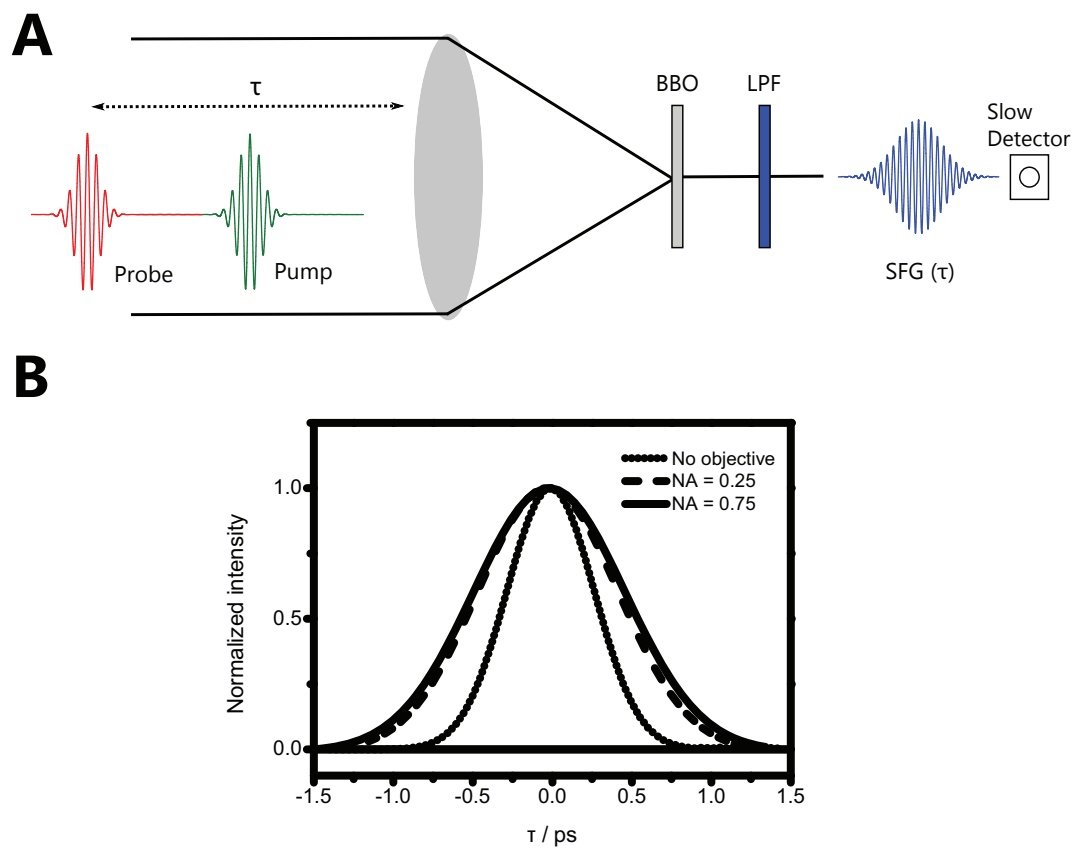 A
τ
BBO
LPF
Slow
Detector
Probe
Pump
SFG (τ)
B
No objective
NA = 0.25
NA = 0.75
1.0
0.5
0.0
Normalized intensity
-1.5
-1.0
-0.5
0.0
0.5
1.0
1.5
τ / ps